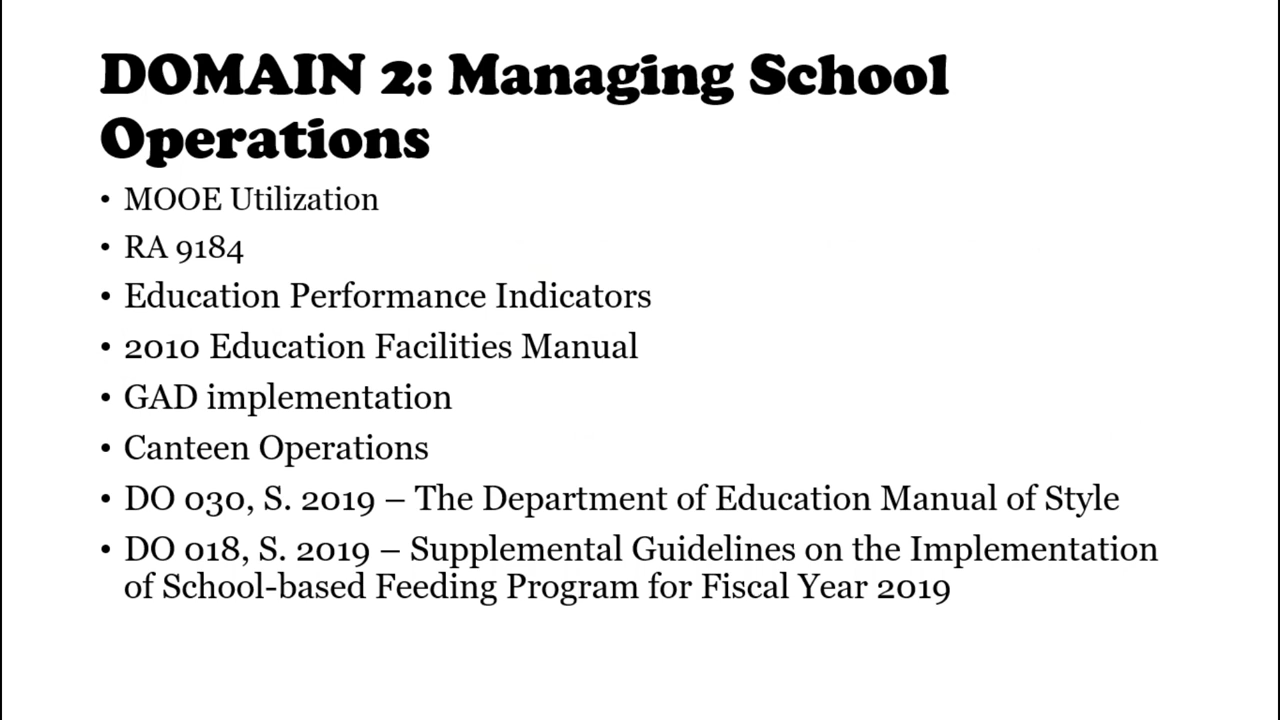 DOMAIN 2: Managing School
Operations
• MOOE Utilization
• RA 9184
• Education Performance Indicators
• 2010 Education Facilities Manual
• GAD implementation
• Canteen Operations
• DO 030, S. 2019 – The Department of Education Manual of Style
• DO 018, S. 2019 – Supplemental Guidelines on the Implementation
of School-based Feeding Program for Fiscal Year 2019